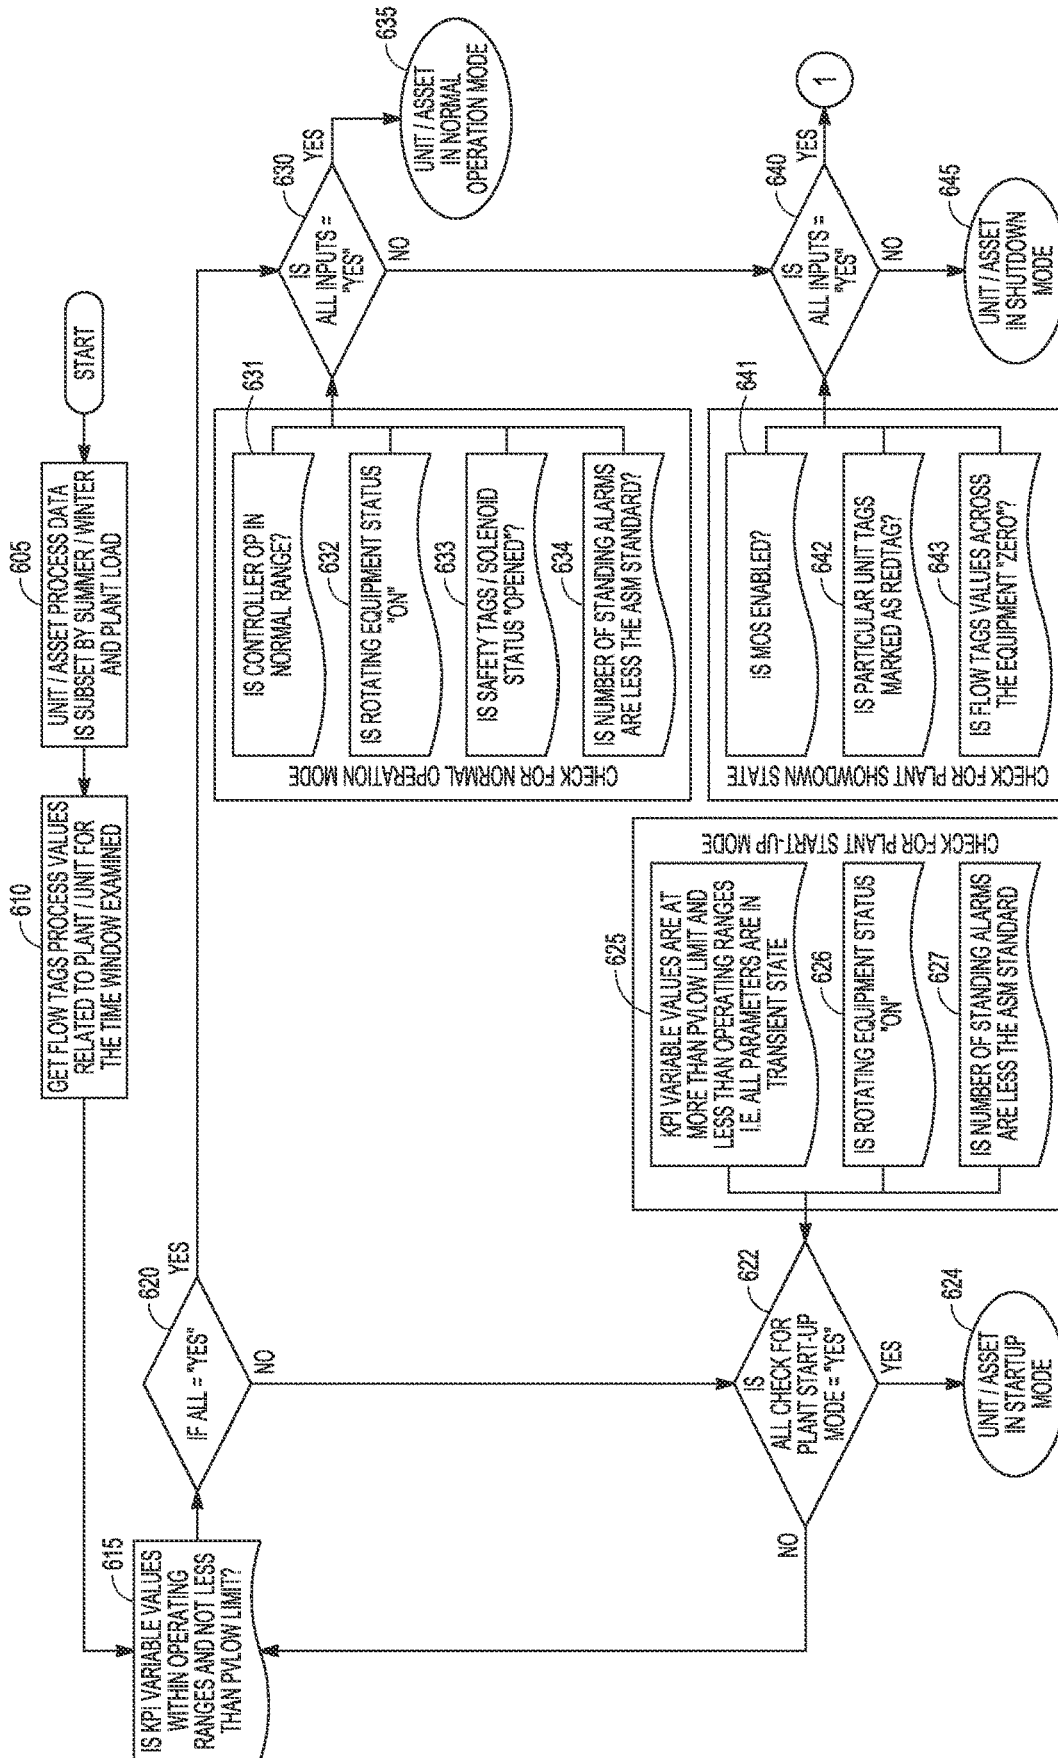 START
605
UNIT / ASSET PROCESS DATA
IS SUBSET BY SUMMER / WINTER
AND PLANT LOAD
610
GET FLOW TAGS PROCESS VALUES
RELATED TO PLANT / UNIT FOR
THE TIME WINDOW EXAMINED
615
IS KPI VARIABLE VALUES
WITHIN OPERATING
RANGES AND NOT LESS
THAN PVLOW LIMIT?
620
IF ALL = "YES"
YES
NO
622
IS
ALL CHECK FOR
PLANT START-UP
MODE = "YES"
NO
YES
624
UNIT / ASSET
IN STARTUP
MODE
CHECK FOR PLANT START-UP MODE
625
KPI VARIABLE VALUES ARE AT
MORE THAN PVLOW LIMIT AND
LESS THAN OPERATING RANGES
I.E. ALL PARAMETERS ARE IN
TRANSIENT STATE
626
IS ROTATING EQUIPMENT STATUS
"ON"
627
IS NUMBER OF STANDING ALARMS
ARE LESS THE ASM STANDARD
CHECK FOR NORMAL OPERATION MODE
631
IS CONTROLLER OP IN
NORMAL RANGE?
632
IS ROTATING EQUIPMENT STATUS
"ON"
633
IS SAFETY TAGS / SOLENOID
STATUS "OPENED"?
634
IS NUMBER OF STANDING ALARMS
ARE LESS THE ASM STANDARD?
630
IS
ALL INPUTS =
"YES"
YES
NO
635
UNIT / ASSET
IN NORMAL
OPERATION MODE
CHECK FOR PLANT SHOWDOWN STATE
641
IS MOS ENABLED?
642
IS PARTICULAR UNIT TAGS
MARKED AS REDTAG?
643
IS FLOW TAGS VALUES ACROSS
THE EQUIPMENT "ZERO"?
640
IS
ALL INPUTS =
"YES"
YES
NO
1
645
UNIT / ASSET
IN SHUTDOWN
MODE